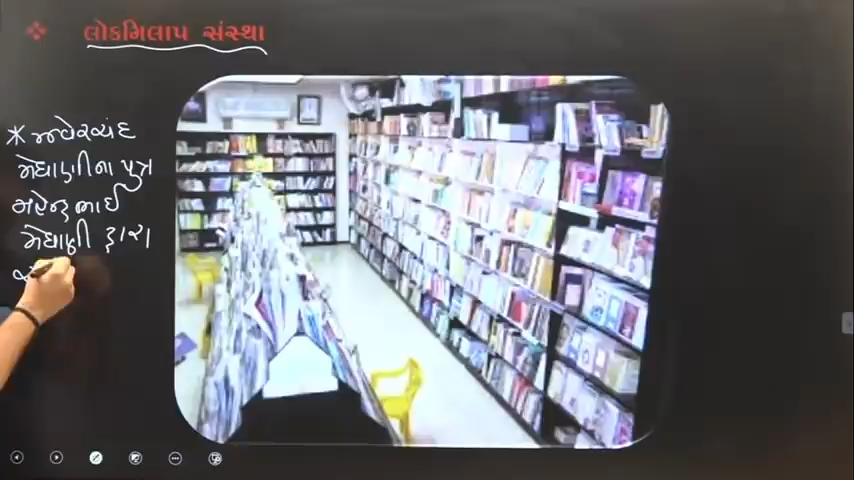 લોકમિલાપ સંસ્થા
* ઝવેરચંદ
મેઘાણીના પુત્ર
મહેન્દ્રભાઈ
મેઘાણી દ્વારા